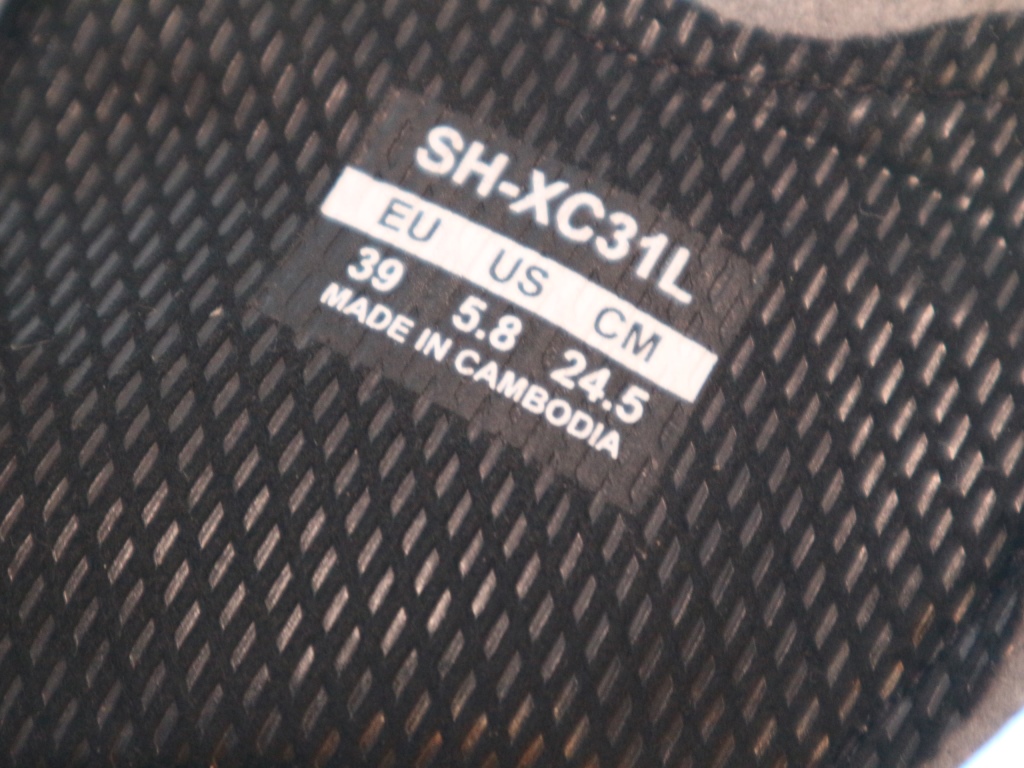 SH-XC31L
EU US CM
39 5.8 24.5
MADE IN CAMBODIA